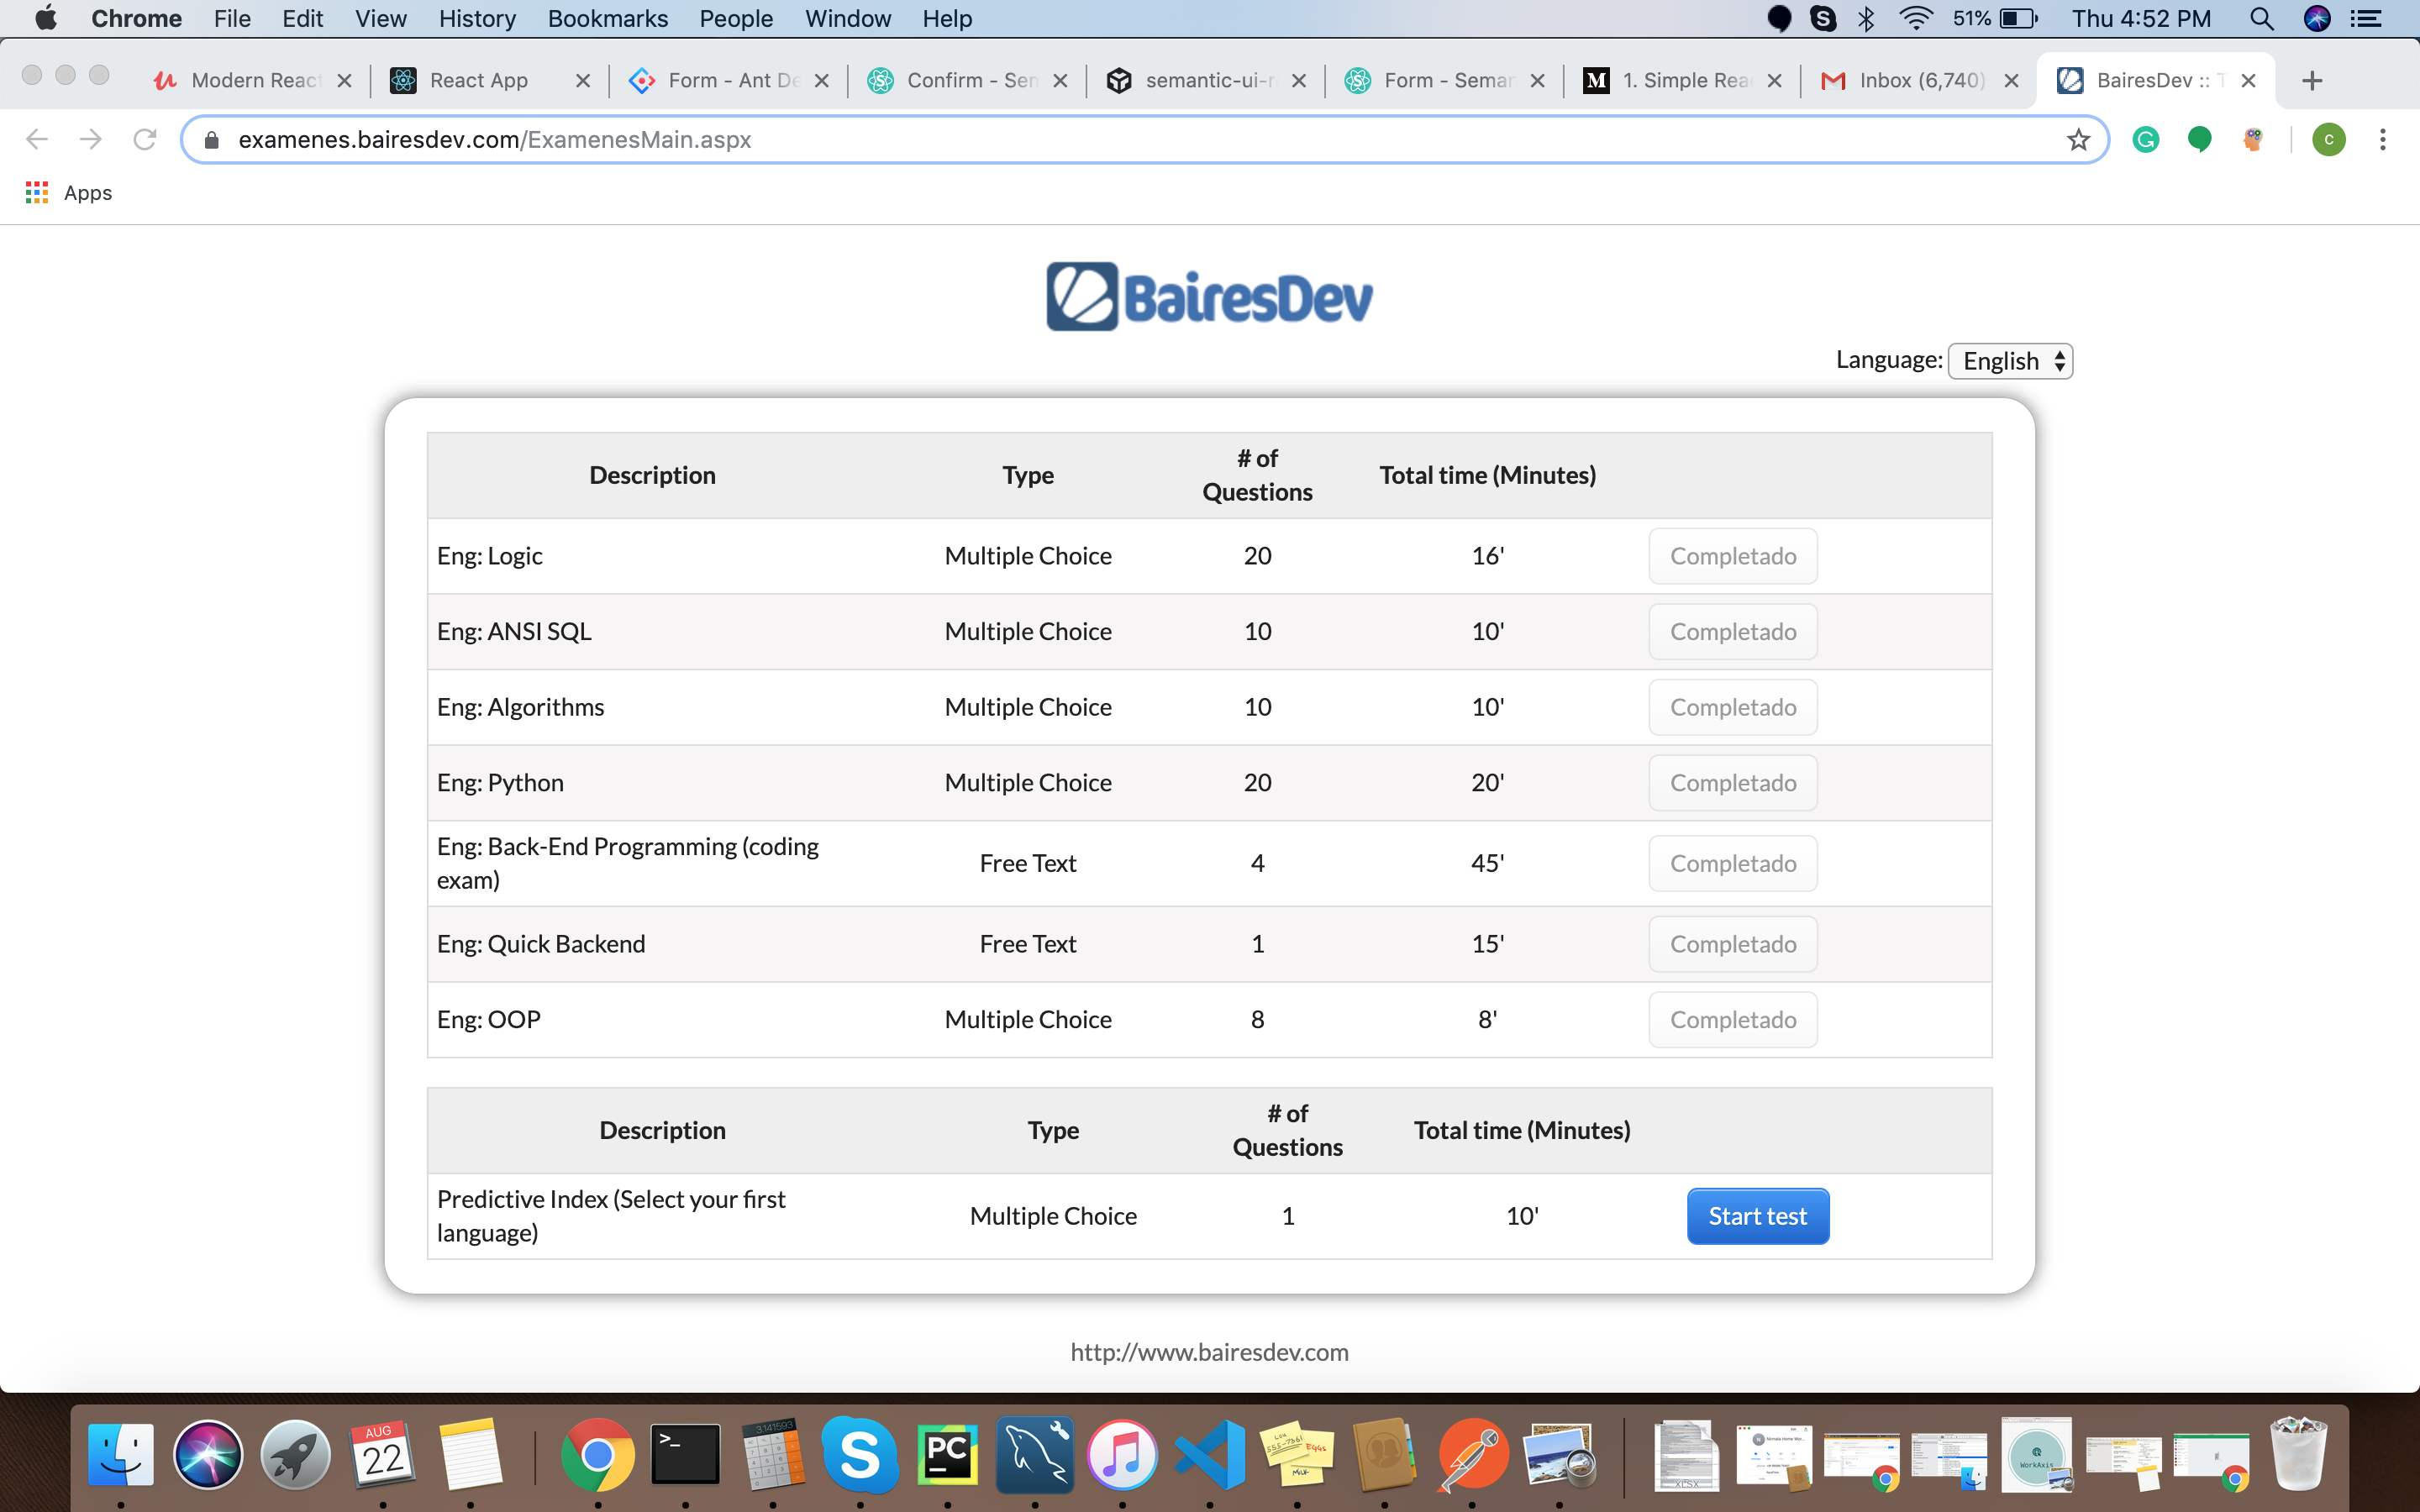 Chrome File Edit View History Bookmarks People Window Help 51% Thu 4:52 PM
Modern React React App Form - Ant De Confirm - Sem semantic-ui-r Form - Seman 1. Simple Rea Inbox (6,740) BairesDev :: T
examenes.bairesdev.com/ExamenesMain.aspx
Apps
BairesDev
Language: English
Description Type # of Questions Total time (Minutes)
Eng: Logic Multiple Choice 20 16' Completado
Eng: ANSI SQL Multiple Choice 10 10' Completado
Eng: Algorithms Multiple Choice 10 10' Completado
Eng: Python Multiple Choice 20 20' Completado
Eng: Back-End Programming (coding exam) Free Text 4 45' Completado
Eng: Quick Backend Free Text 1 15' Completado
Eng: OOP Multiple Choice 8 8' Completado
Description Type # of Questions Total time (Minutes)
Predictive Index (Select your first language) Multiple Choice 1 10' Start test
http://www.bairesdev.com
AUG
22
PC
XLSX
WorkAxis